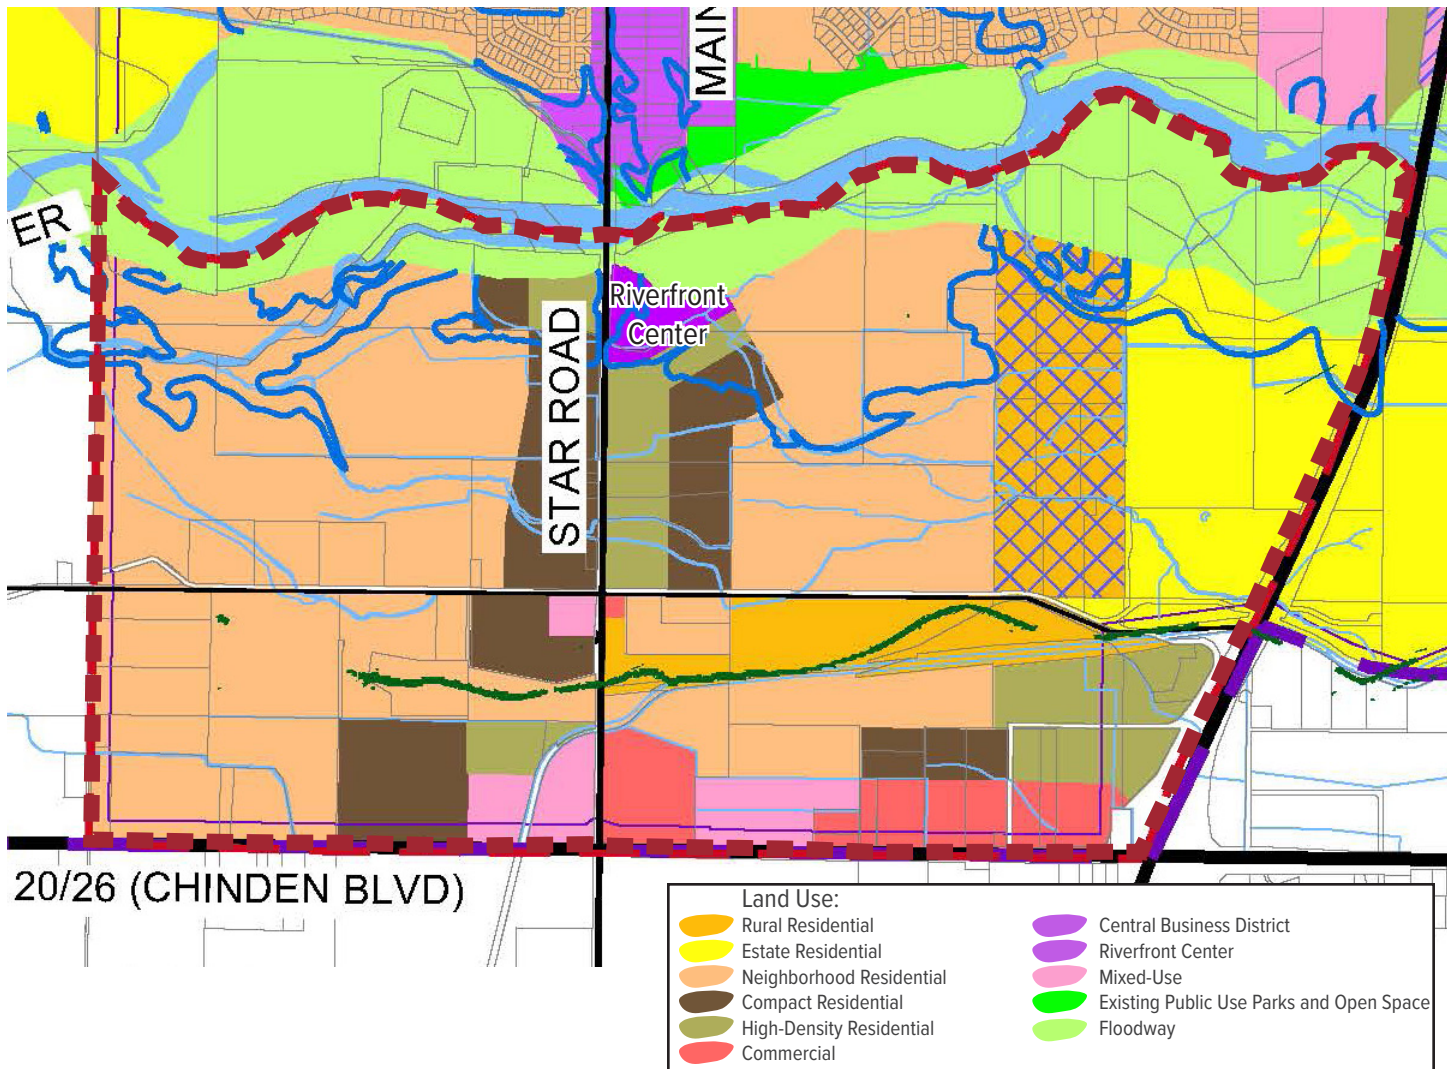 MAIN
ER
Riverfront
Center
STAR ROAD
20/26 (CHINDEN BLVD)
Land Use:
Rural Residential
Estate Residential
Neighborhood Residential
Compact Residential
High-Density Residential
Commercial
Central Business District
Riverfront Center
Mixed-Use
Existing Public Use Parks and Open Space
Floodway